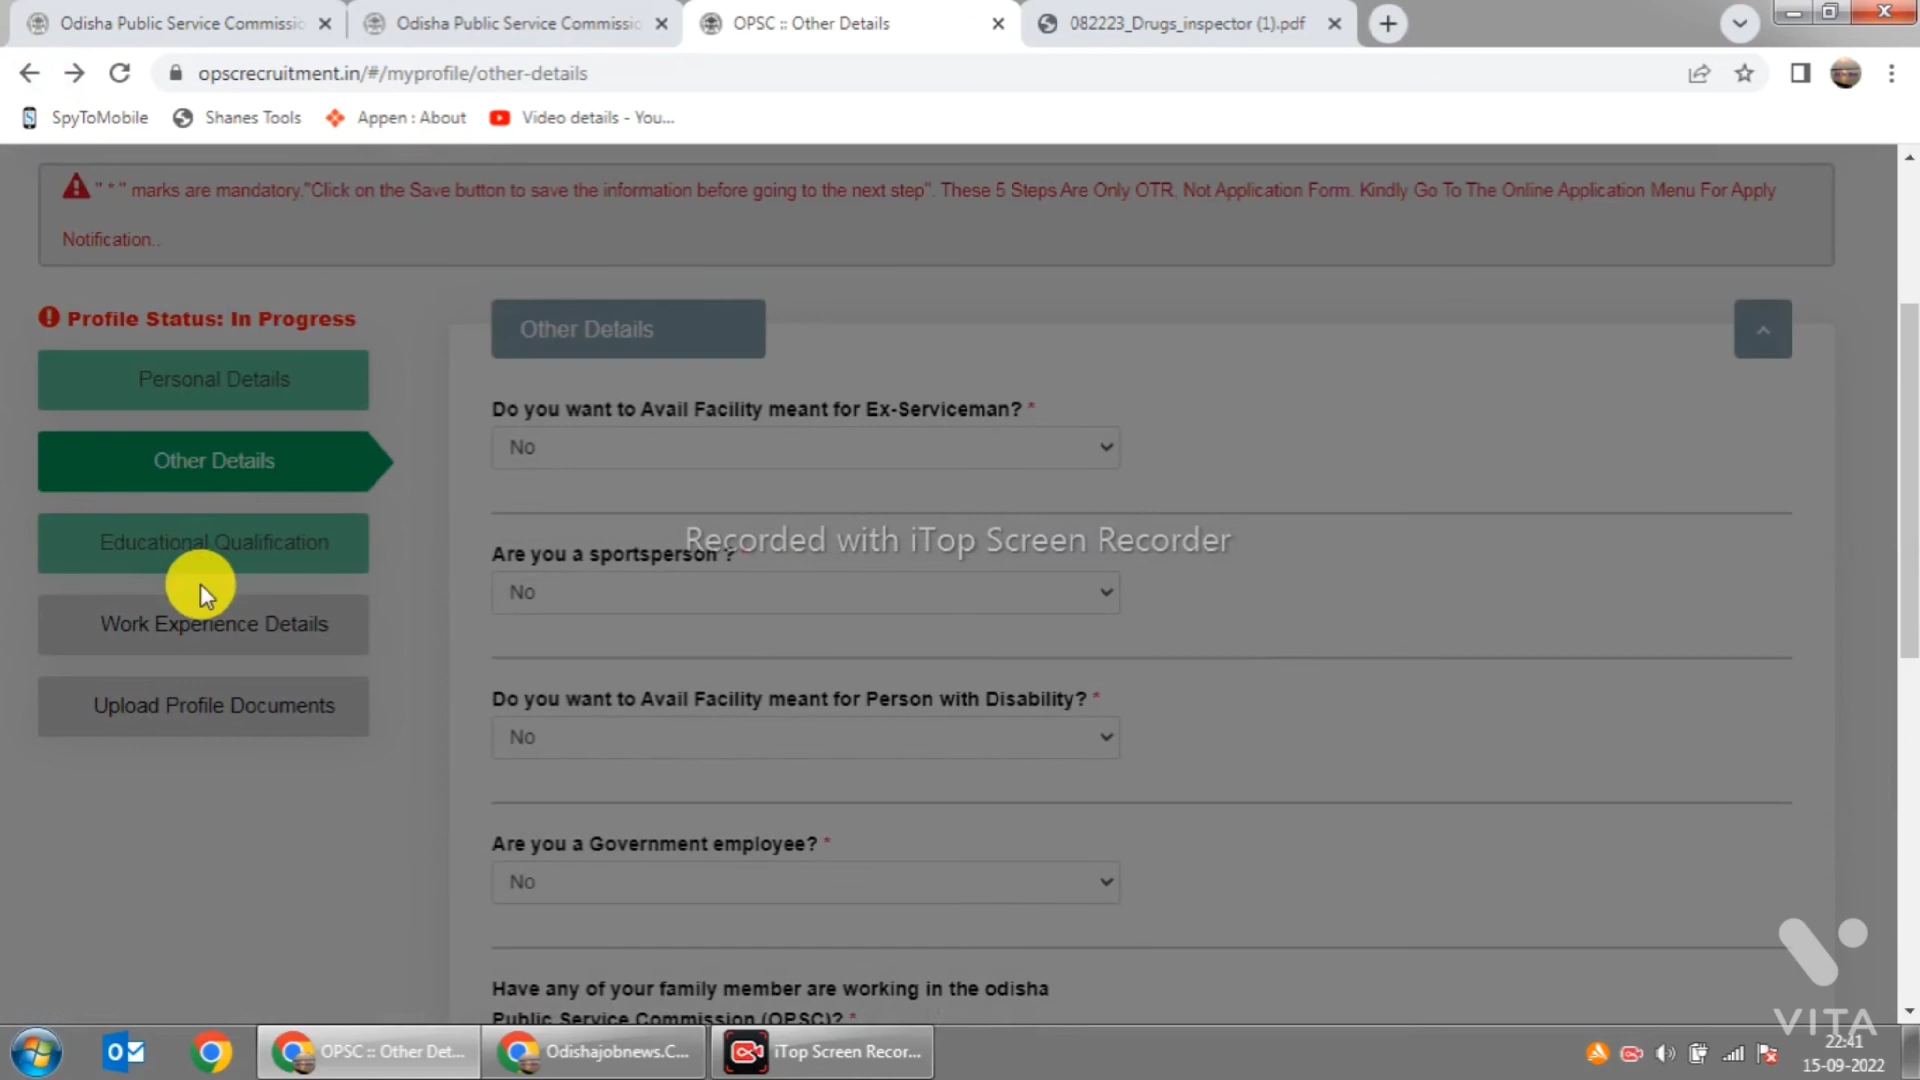 Odisha Public Service Commissio
Odisha Public Service Commissio
OPSC :: Other Details
082223_Drugs_inspector (1).pdf
opscrecruitment.in/#/myprofile/other-details
SpyToMobile
Shanes Tools
Appen : About
Video details - You...
" * " marks are mandatory."Click on the Save button to save the information before going to the next step". These 5 Steps Are Only OTR, Not Application Form. Kindly Go To The Online Application Menu For Apply
Notification..
Profile Status: In Progress
Personal Details
Other Details
Educational Qualification
Work Experience Details
Upload Profile Documents
Other Details
Do you want to Avail Facility meant for Ex-Serviceman? *
No
Recorded with iTop Screen Recorder
Are you a sportsperson ? *
No
Do you want to Avail Facility meant for Person with Disability? *
No
Are you a Government employee? *
No
Have any of your family member are working in the odisha
Public Service Commission (OPSC)? *
VITA
OPSC :: Other Det...
Odishajobnews.C...
iTop Screen Recor...
22:41
15-09-2022